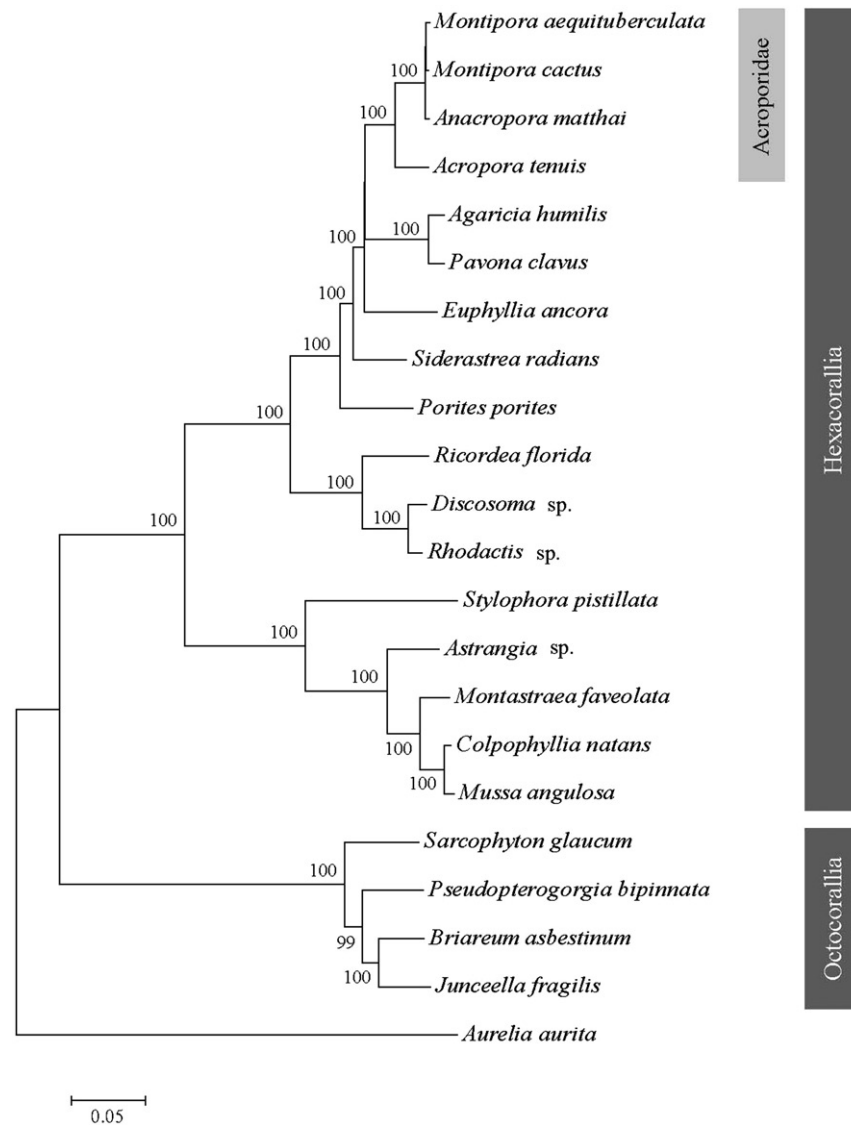 Montipora aequituberculata
100
Montipora cactus
100
Anacropora matthai
Acropora tenuis
Acroporidae
Agaricia humilis
100
100
Pavona clavus
100
Euphyllia ancora
100
Siderastrea radians
Porites porites
100
Ricordea florida
100
Discosoma sp.
100
100
Rhodactis sp.
Stylophora pistillata
100
Astrangia sp.
100
Montastraea faveolata
100
Colpophyllia natans
100
Mussa angulosa
Hexacorallia
Sarcophyton glaucum
100
Pseudopterogorgia bipinnata
99
Briareum asbestinum
100
Junceella fragilis
Octocorallia
Aurelia aurita
0.05